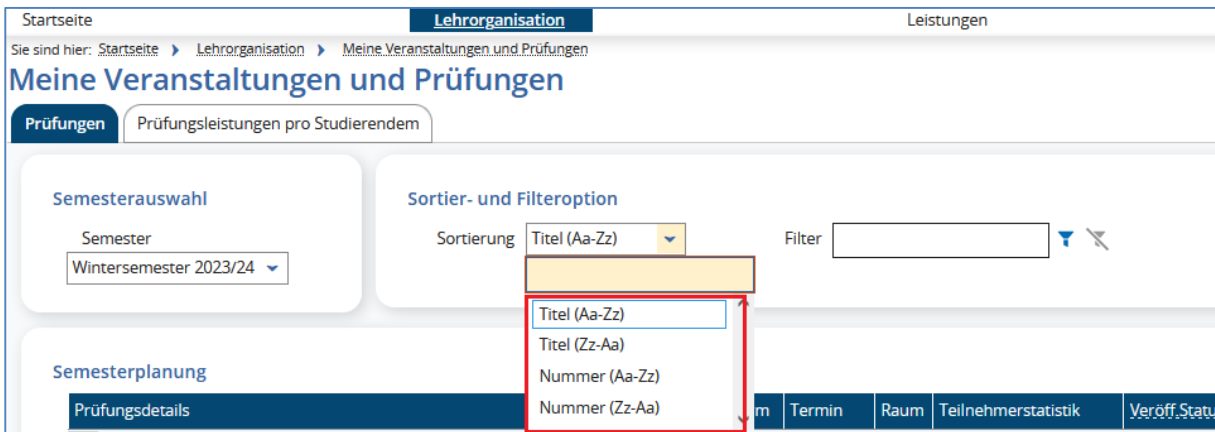 Startseite Lehrorganisation Leistungen
Sie sind hier: Startseite Lehrorganisation Meine Veranstaltungen und Prüfungen
Meine Veranstaltungen und Prüfungen
Prüfungen Prüfungsleistungen pro Studierendem
Semesterauswahl Sortier- und Filteroption
Semester Sortierung Titel (Aa-Zz) Filter
Wintersemester 2023/24
Titel (Aa-Zz)
Titel (Zz-Aa)
Semesterplanung
Nummer (Aa-Zz)
Nummer (Zz-Aa)
Prüfungsdetails m Termin Raum Teilnehmerstatistik Veröff.Statu